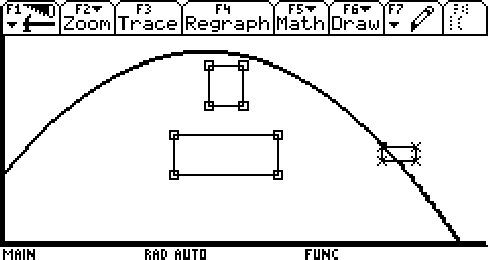 F1 F2 F3 F4 F5 F6 F7
Zoom Trace Regraph Math Draw
MAIN RAD AUTO FUNC